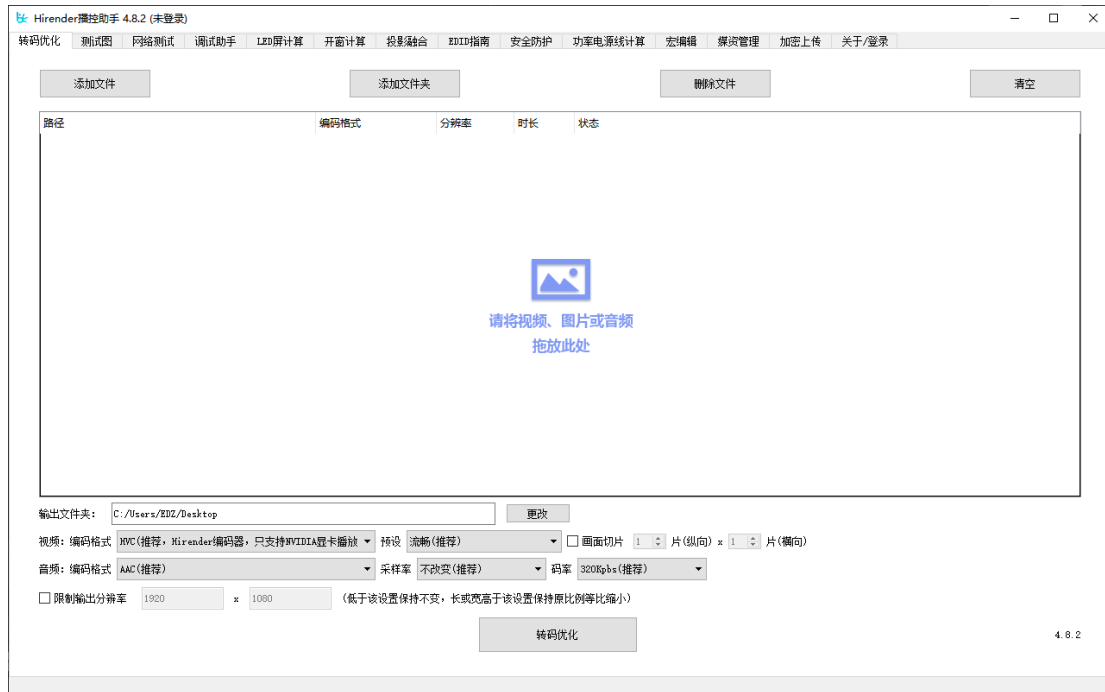 Hirender播控助手 4.8.2 (未登录)
转码优化 测试图 网络测试 调试助手 LED屏计算 开窗计算 投影融合 EDID指南 安全防护 功率电源线计算 宏编辑 媒资管理 加密上传 关于/登录
添加文件 添加文件夹 删除文件 清空
路径 编码格式 分辨率 时长 状态
请将视频、图片或音频
拖放此处
输出文件夹: C:/Users/EDZ/Desktop 更改
视频: 编码格式 HVC(推荐, Hirender编码器, 只支持NVIDIA显卡播放 预设 流畅(推荐) 画面切片 1 片(纵向) x 1 片(横向)
音频: 编码格式 AAC(推荐) 采样率 不改变(推荐) 码率 320Kpbs(推荐)
限制输出分辨率 1920 x 1080 (低于该设置保持不变, 长或宽高于该设置保持原比例等比缩小)
转码优化 4.8.2